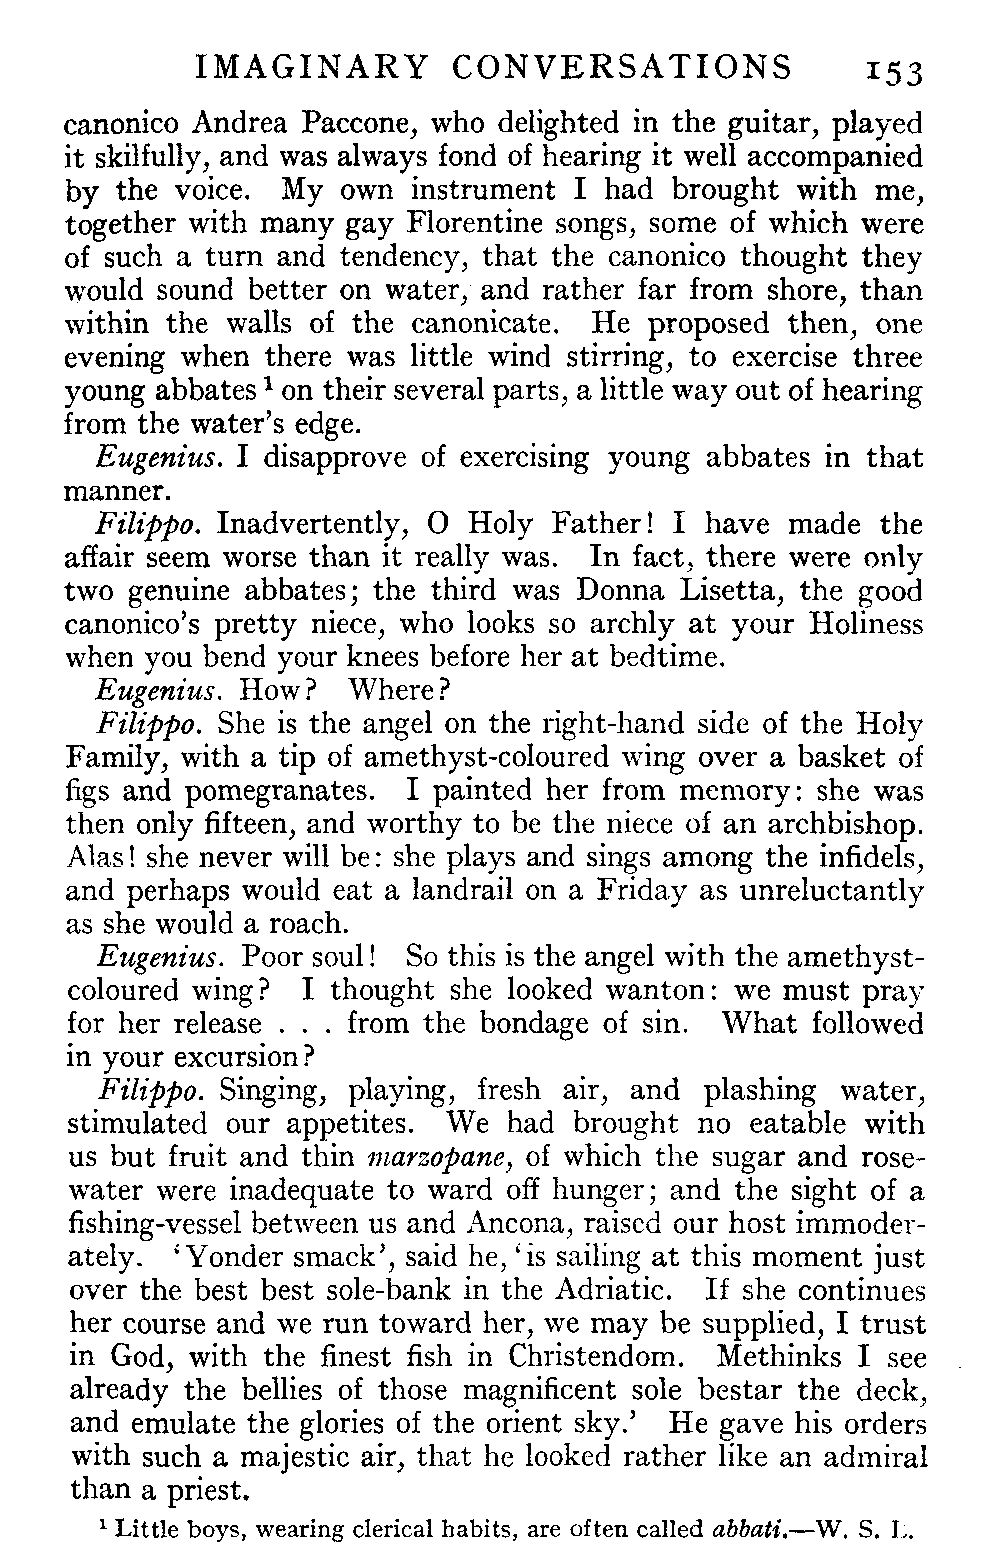 IMAGINARY CONVERSATIONS 153
canonico Andrea Paccone, who delighted in the guitar, played
it skilfully, and was always fond of hearing it well accompanied
by the voice. My own instrument I had brought with me,
together with many gay Florentine songs, some of which were
of such a turn and tendency, that the canonico thought they
would sound better on water, and rather far from shore, than
within the walls of the canonicate. He proposed then, one
evening when there was little wind stirring, to exercise three
young abbates ¹ on their several parts, a little way out of hearing
from the water's edge.
Eugenius. I disapprove of exercising young abbates in that
manner.
Filippo. Inadvertently, O Holy Father! I have made the
affair seem worse than it really was. In fact, there were only
two genuine abbates; the third was Donna Lisetta, the good
canonico's pretty niece, who looks so archly at your Holiness
when you bend your knees before her at bedtime.
Eugenius. How? Where?
Filippo. She is the angel on the right-hand side of the Holy
Family, with a tip of amethyst-coloured wing over a basket of
figs and pomegranates. I painted her from memory: she was
then only fifteen, and worthy to be the niece of an archbishop.
Alas! she never will be: she plays and sings among the infidels,
and perhaps would eat a landrail on a Friday as unreluctantly
as she would a roach.
Eugenius. Poor soul! So this is the angel with the amethyst-
coloured wing? I thought she looked wanton: we must pray
for her release . . . from the bondage of sin. What followed
in your excursion?
Filippo. Singing, playing, fresh air, and plashing water,
stimulated our appetites. We had brought no eatable with
us but fruit and thin marzopane, of which the sugar and rose-
water were inadequate to ward off hunger; and the sight of a
fishing-vessel between us and Ancona, raised our host immoder-
ately. 'Yonder smack', said he, 'is sailing at this moment just
over the best best sole-bank in the Adriatic. If she continues
her course and we run toward her, we may be supplied, I trust
in God, with the finest fish in Christendom. Methinks I see
already the bellies of those magnificent sole bestar the deck,
and emulate the glories of the orient sky.' He gave his orders
with such a majestic air, that he looked rather like an admiral
than a priest.
¹ Little boys, wearing clerical habits, are often called abbati.—W. S. L.